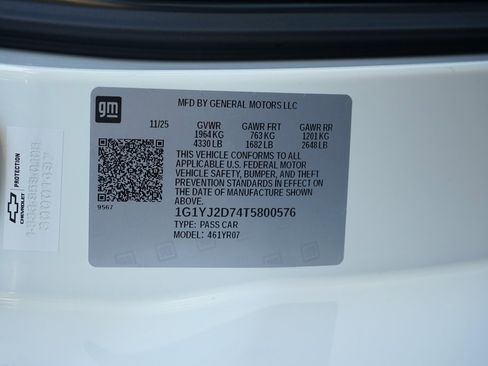 gm
MFD BY GENERAL MOTORS LLC
11/25 GVWR GAWR FRT GAWR RR
1964 KG 763 KG 1201 KG
4330 LB 1682 LB 2648 LB
THIS VEHICLE CONFORMS TO ALL
APPLICABLE U.S. FEDERAL MOTOR
VEHICLE SAFETY, BUMPER, AND THEFT
PREVENTION STANDARDS IN EFFECT ON
THE DATE OF MANUFACTURE SHOWN
ABOVE.
9567
1G1YJ2D74T5800576
TYPE: PASS CAR
MODEL: 461YR07
CHEVROLET
PROTECTION